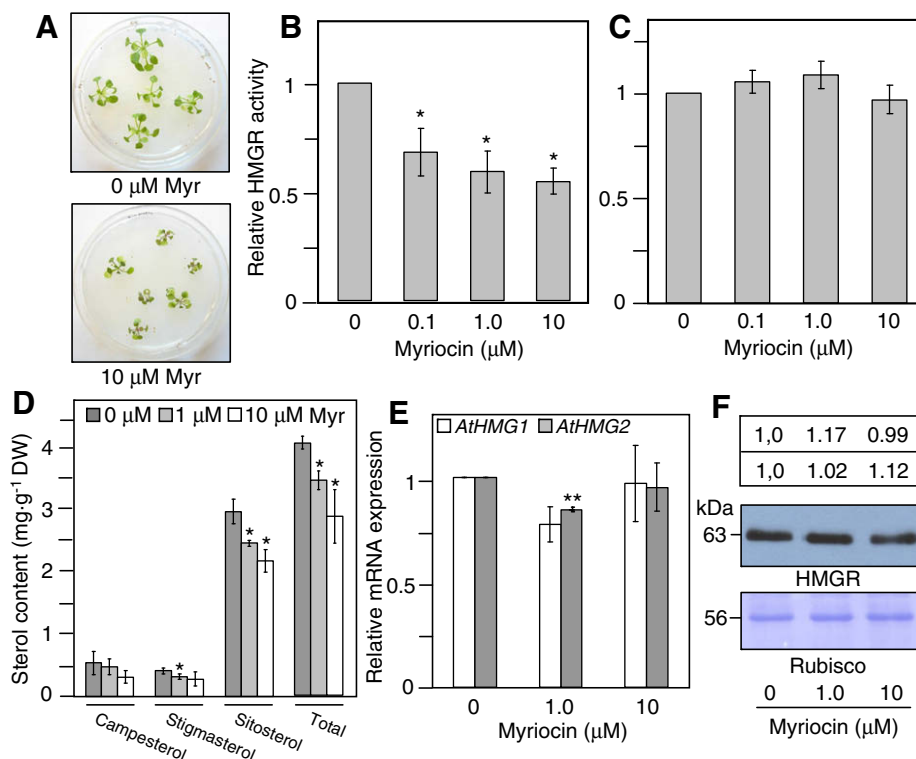 A
0 μM Myr
10 μM Myr
B
Relative HMGR activity
1
0.5
0
0 0.1 1.0 10
* * *
Myriocin (μM)
C
1
0.5
0
0 0.1 1.0 10
Myriocin (μM)
D
0 μM 1 μM 10 μM Myr
Sterol content (mg·g-1 DW)
4
3
2
1
0
* * * * *
Campesterol Stigmasterol Sitosterol Total
E
AtHMG1 AtHMG2
Relative mRNA expression
1
0.5
0
**
0 1.0 10
Myriocin (μM)
F
1,0 1.17 0.99
1,0 1.02 1.12
kDa
63
HMGR
56
Rubisco
0 1.0 10
Myriocin (μM)